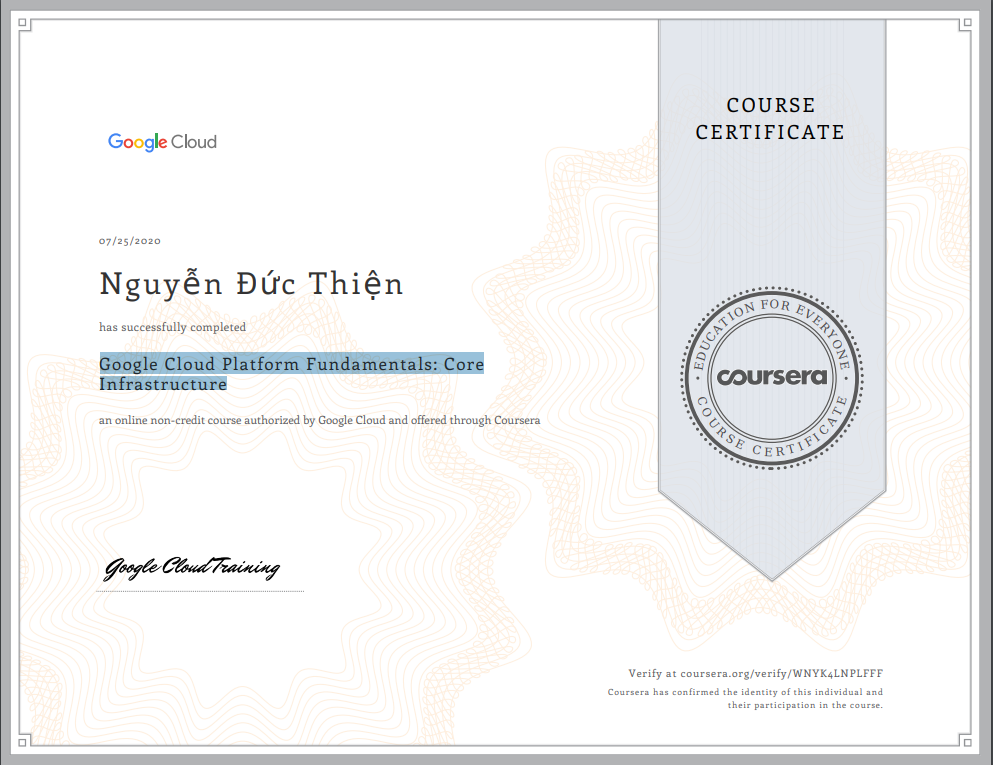 COURSE
CERTIFICATE
Google Cloud
07/25/2020
Nguyễn Đức Thiện
has successfully completed
Google Cloud Platform Fundamentals: Core
Infrastructure
an online non-credit course authorized by Google Cloud and offered through Coursera
EDUCATION FOR EVERYONE
coursera
COURSE CERTIFICATE
Google Cloud Training
Verify at coursera.org/verify/WNYK4LNPLFFF
Coursera has confirmed the identity of this individual and
their participation in the course.